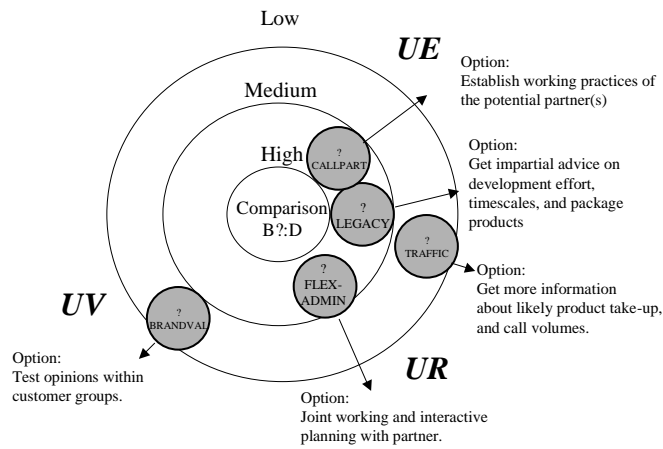 Low
UE
Option:
Establish working practices of
the potential partner(s)
Medium
High
?
CALLPART
Option:
Get impartial advice on
development effort,
timescales, and package
products
Comparison
B?:D
?
LEGACY
?
TRAFFIC
?
FLEX-
ADMIN
Option:
Get more information
about likely product take-up,
and call volumes.
UV
?
BRANDVAL
Option:
Test opinions within
customer groups.
UR
Option:
Joint working and interactive
planning with partner.